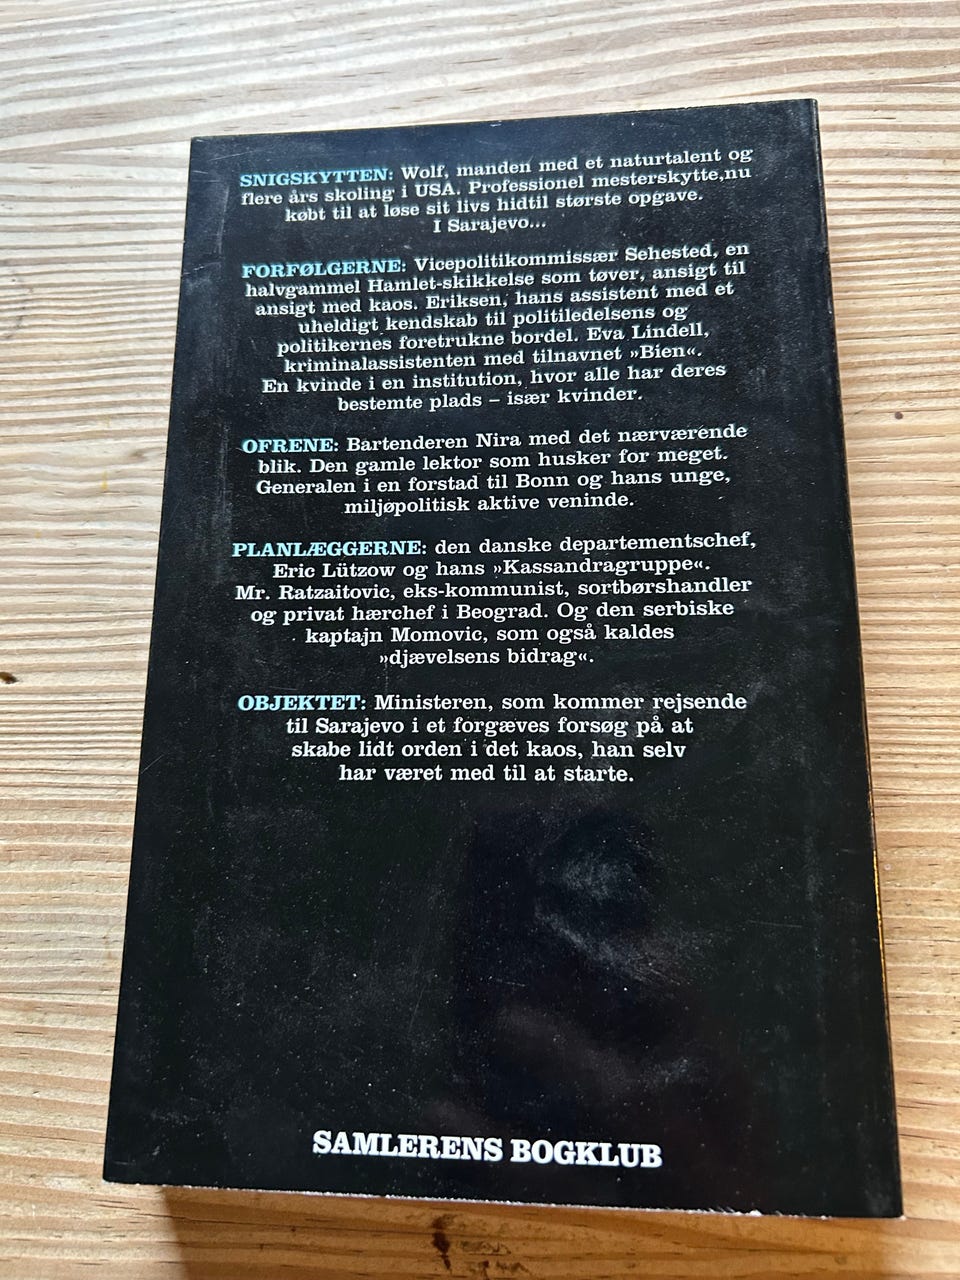 SNIGSKYTTEN: Wolf, manden med et naturtalent og
flere års skoling i USA. Professionel mesterskytte,nu
købt til at løse sit livs hidtil største opgave.
I Sarajevo...
FORFØLGERNE: Vicepolitikommissær Sehested, en
halvgammel Hamlet-skikkelse som tøver, ansigt til
ansigt med kaos. Eriksen, hans assistent med et
uheldigt kendskab til politiledelsens og
politikernes foretrukne bordel. Eva Lindell,
kriminalassistenten med tilnavnet »Bien«.
En kvinde i en institution, hvor alle har deres
bestemte plads – især kvinder.
OFRENE: Bartenderen Nira med det nærværende
blik. Den gamle lektor som husker for meget.
Generalen i en forstad til Bonn og hans unge,
miljøpolitisk aktive veninde.
PLANLÆGGERNE: den danske departementschef,
Eric Lützow og hans »Kassandragruppe«.
Mr. Ratzaitovic, eks-kommunist, sortbørshandler
og privat hærchef i Beograd. Og den serbiske
kaptajn Momovic, som også kaldes
»djævelsens bidrag«.
OBJEKTET: Ministeren, som kommer rejsende
til Sarajevo i et forgæves forsøg på at
skabe lidt orden i det kaos, han selv
har været med til at starte.
SAMLERENS BOGKLUB